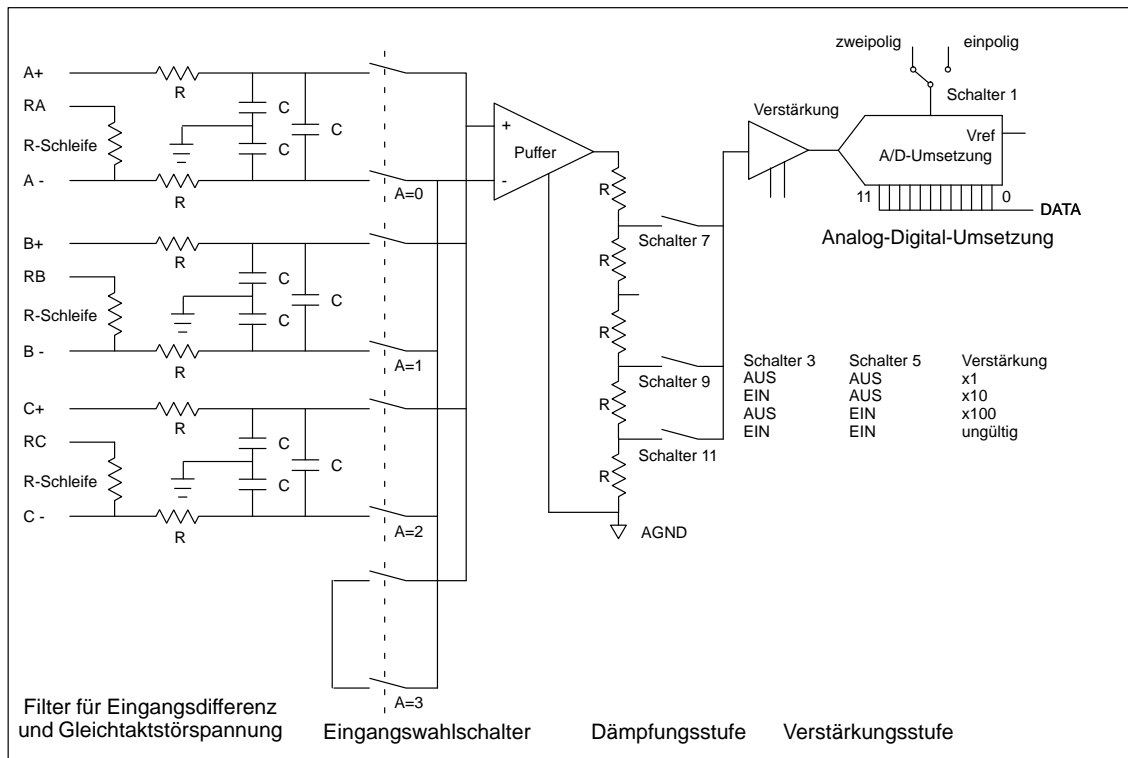 zweipolig einpolig
Schalter 1
A+
R
C
C
C
RA
R-Schleife
A -
R
A=0
+
Puffer
-
Verstärkung
Vref
A/D-Umsetzung
11 0
DATA
Analog-Digital-Umsetzung
B+
R
C
C
C
RB
R-Schleife
B -
R
A=1
C+
R
C
C
C
RC
R-Schleife
C -
R
A=2
A=3
R
Schalter 7
R
R
Schalter 9
R
Schalter 11
R
AGND
Schalter 3 Schalter 5 Verstärkung
AUS AUS x1
EIN AUS x10
AUS EIN x100
EIN EIN ungültig
Filter für Eingangsdifferenz
und Gleichtaktstörspannung
Eingangswahlschalter
Dämpfungsstufe
Verstärkungsstufe